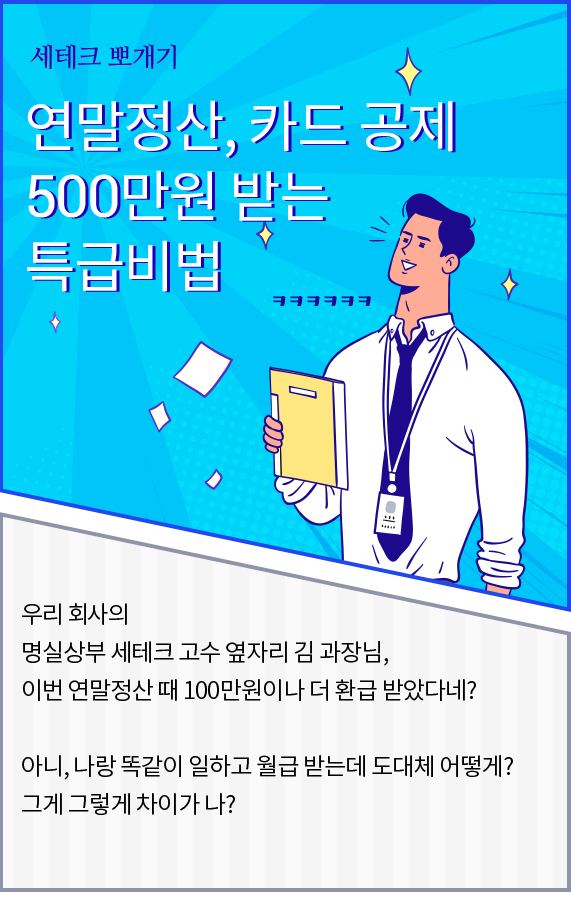 세테크 뽀개기
연말정산, 카드 공제
500만원 받는
특급비법
ㅋㅋㅋㅋㅋㅋ
우리 회사의
명실상부 세테크 고수 옆자리 김 과장님,
이번 연말정산 때 100만원이나 더 환급 받았다네?
아니, 나랑 똑같이 일하고 월급 받는데 도대체 어떻게?
그게 그렇게 차이가 나?